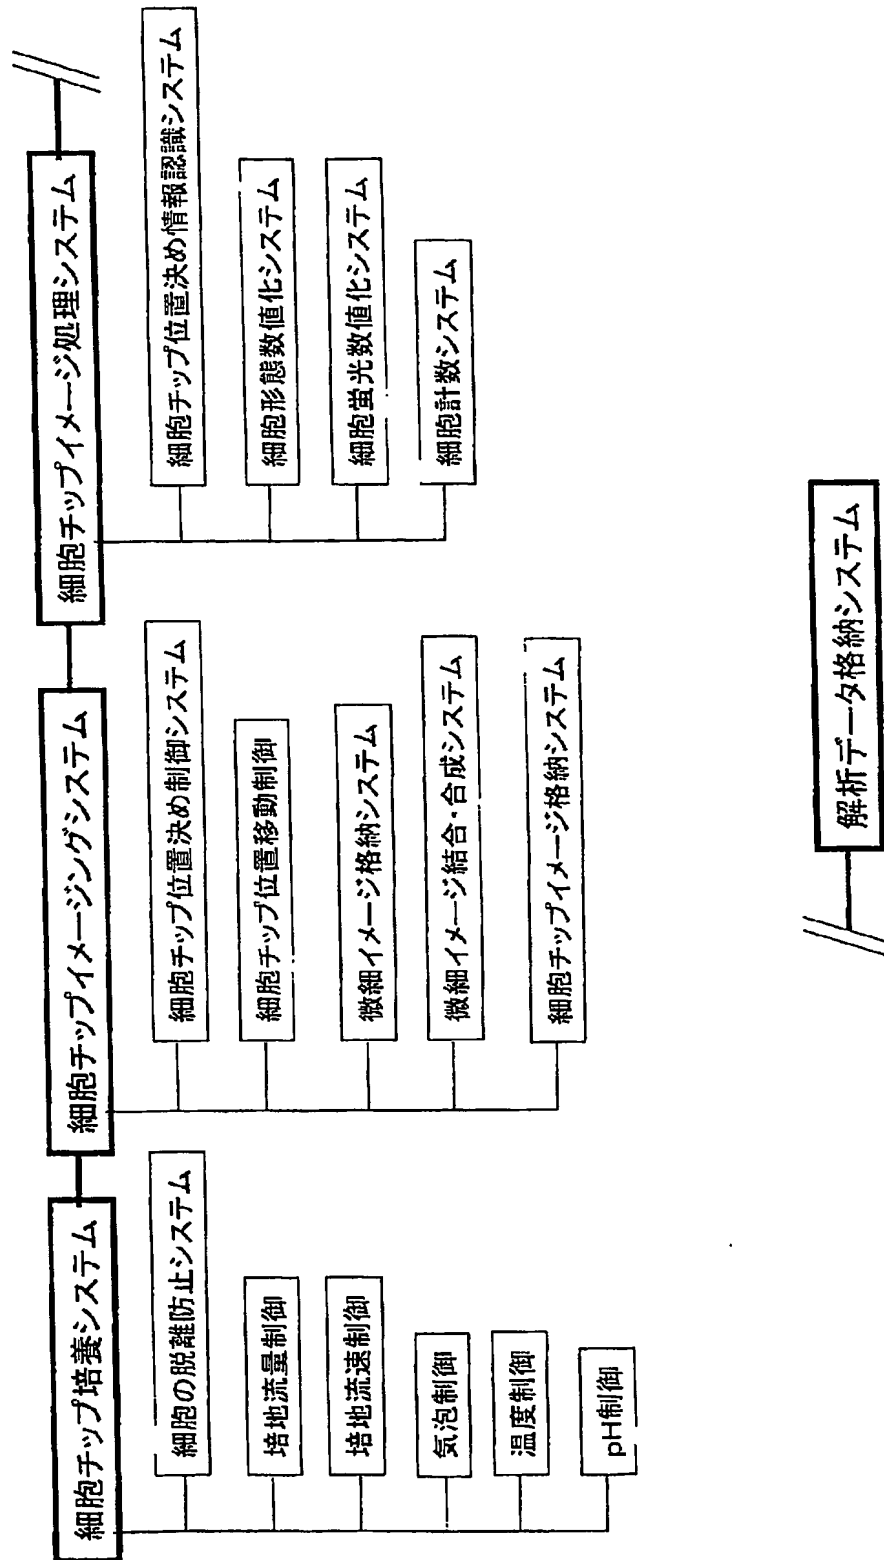 細胞チップ培養システム
細胞の脱離防止システム
培地流量制御
培地流速制御
気泡制御
温度制御
pH制御
細胞チップイメージングシステム
細胞チップ位置決め制御システム
細胞チップ位置移動制御
微細イメージ格納システム
微細イメージ結合・合成システム
細胞チップイメージ格納システム
細胞チップイメージ処理システム
細胞チップ位置決め情報認識システム
細胞形態数値化システム
細胞蛍光数値化システム
細胞計数システム
解析データ格納システム